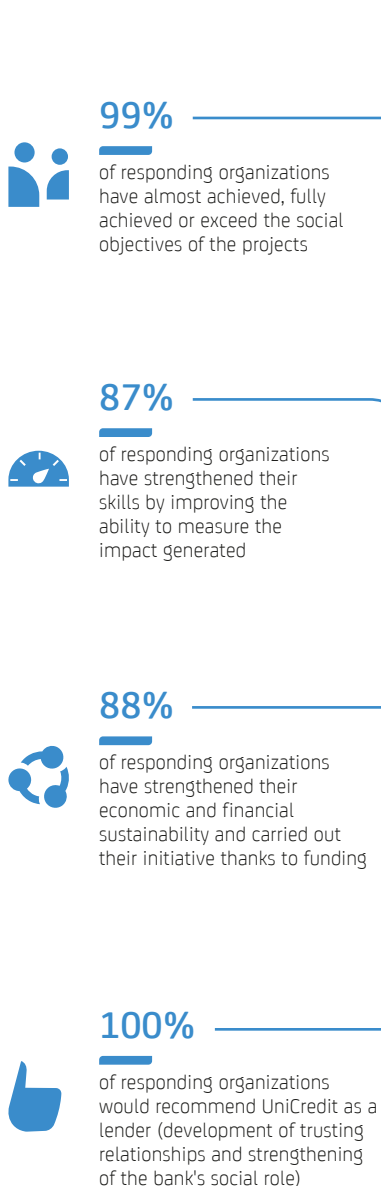 99%
of responding organizations
have almost achieved, fully
achieved or exceed the social
objectives of the projects
87%
of responding organizations
have strengthened their
skills by improving the
ability to measure the
impact generated
88%
of responding organizations
have strengthened their
economic and financial
sustainability and carried out
their initiative thanks to funding
100%
of responding organizations
would recommend UniCredit as a
lender (development of trusting
relationships and strengthening
of the bank's social role)